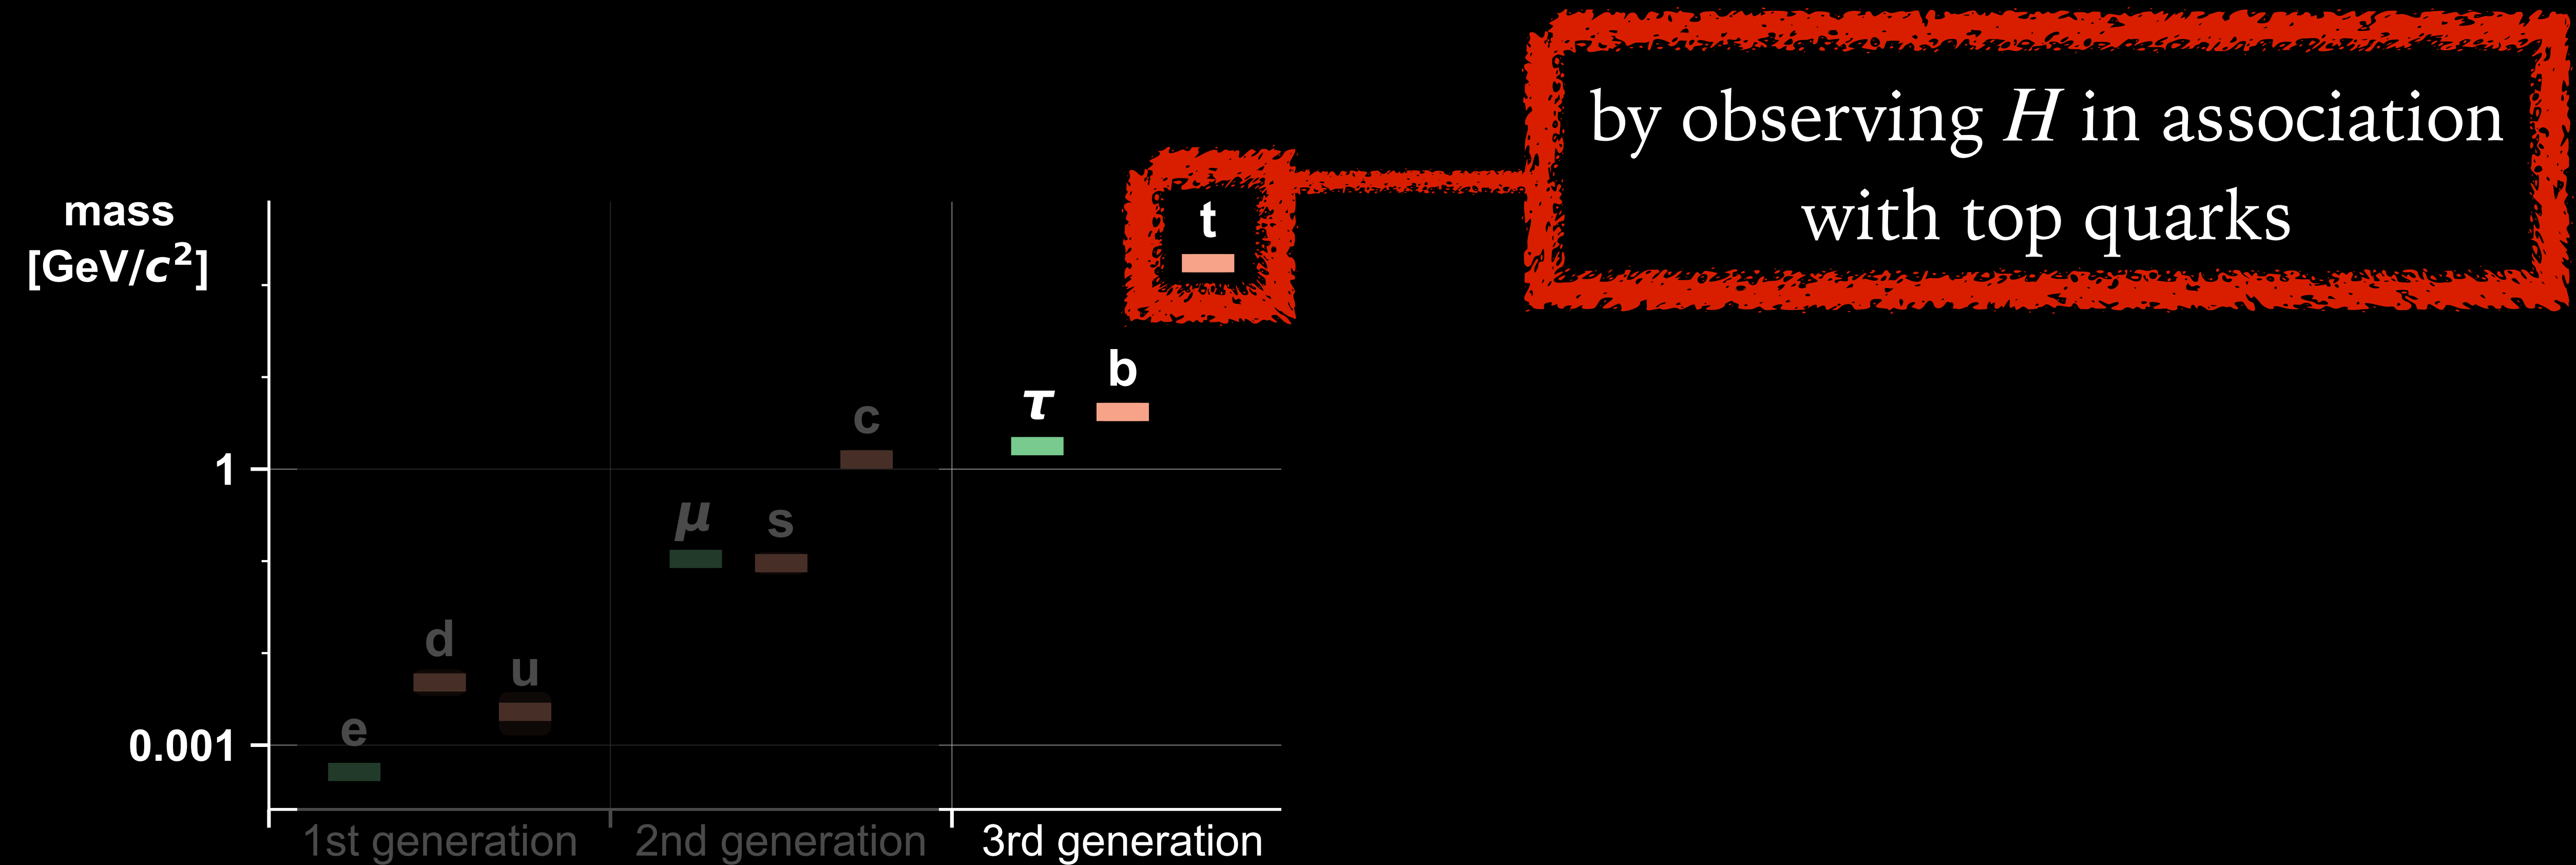 by observing H in association
with top quarks
mass
[GeV/c²]
t
b
τ
c
1
μ
s
d
u
e
0.001
1st generation
2nd generation
3rd generation